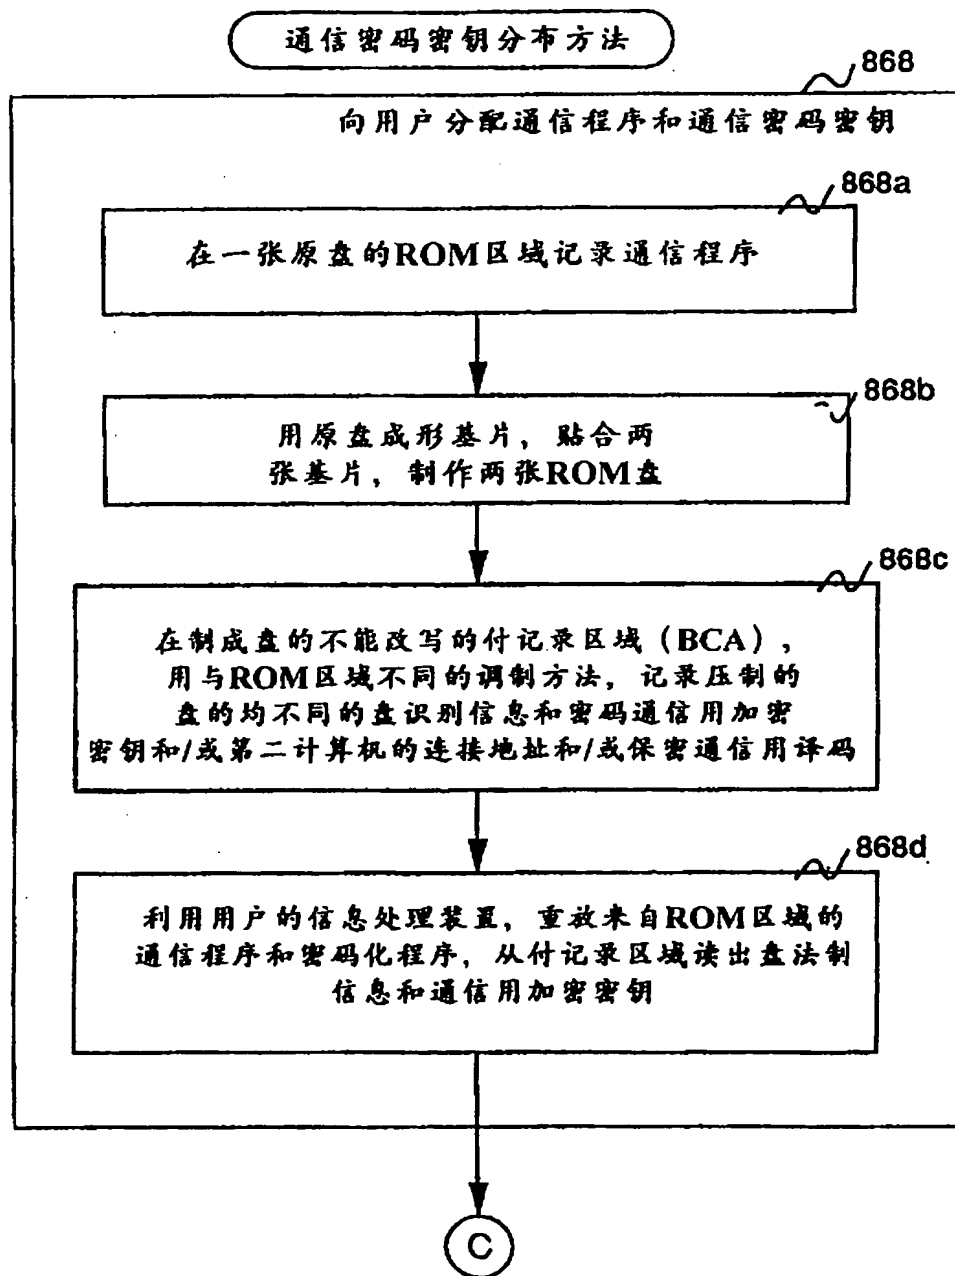 通信密码密钥分布方法
868
向用户分配通信程序和通信密码密钥
868a
在一张原盘的ROM区域记录通信程序
868b
用原盘成形基片，贴合两
张基片，制作两张ROM盘
868c
在制成盘的不能改写的付记录区域（BCA），
用与ROM区域不同的调制方法，记录压制的
盘的均不同的盘识别信息和密码通信用加密
密钥和/或第二计算机的连接地址和/或保密通信用译码
868d
利用用户的信息处理装置，重放来自ROM区域的
通信程序和密码化程序，从付记录区域读出盘法制
信息和通信用加密密钥
C